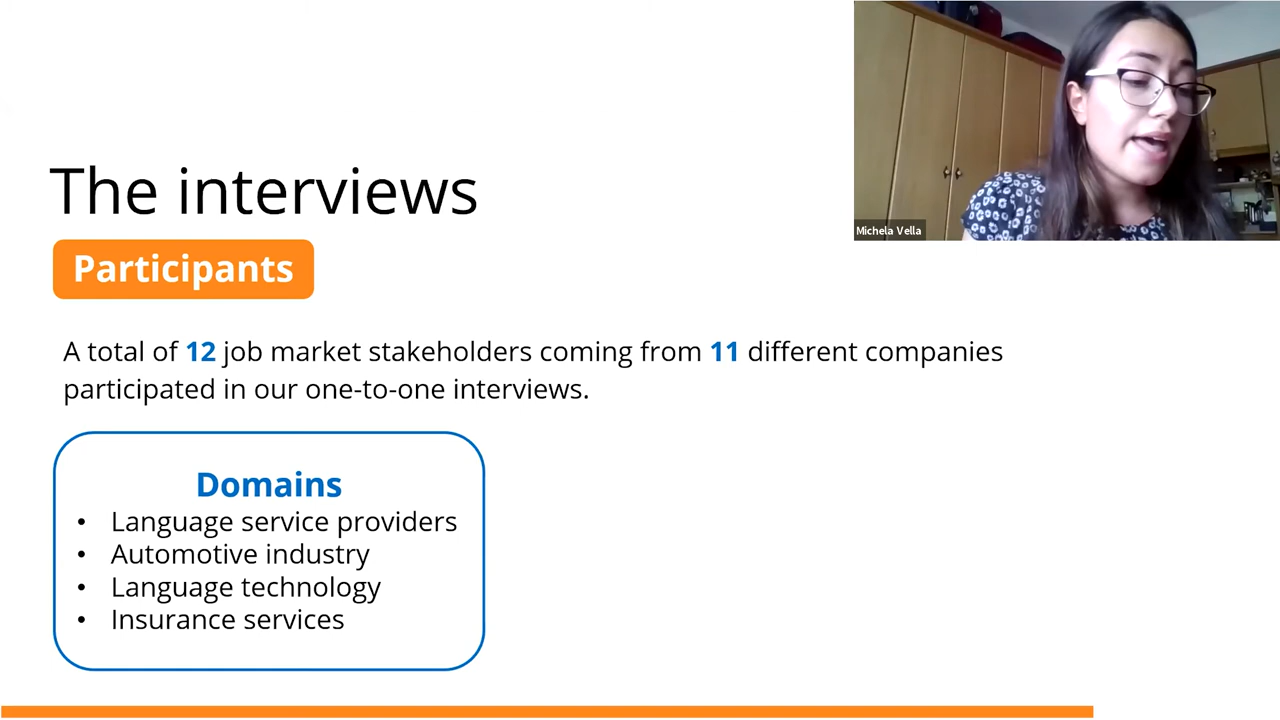 The interviews
Participants
A total of 12 job market stakeholders coming from 11 different companies
participated in our one-to-one interviews.
Domains
• Language service providers
• Automotive industry
• Language technology
• Insurance services
Michela Vella